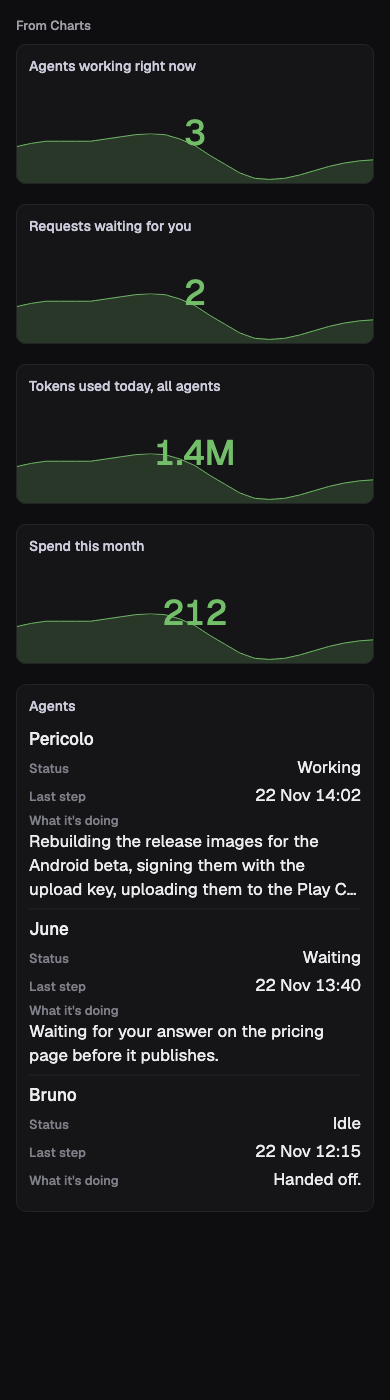 From Charts
Agents working right now
3
Requests waiting for you
2
Tokens used today, all agents
1.4M
Spend this month
212
Agents
Pericolo
Status Working
Last step 22 Nov 14:02
What it's doing
Rebuilding the release images for the
Android beta, signing them with the
upload key, uploading them to the Play C...
June
Status Waiting
Last step 22 Nov 13:40
What it's doing
Waiting for your answer on the pricing
page before it publishes.
Bruno
Status Idle
Last step 22 Nov 12:15
What it's doing Handed off.